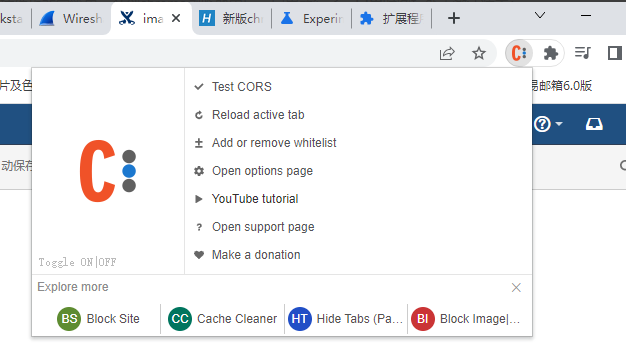 ksta
Wiresh
ima
新版chr
Experin
扩展程序
片及色
易邮箱6.0版
动保存
C:
Test CORS
Reload active tab
Add or remove whitelist
Open options page
YouTube tutorial
Open support page
Make a donation
Toggle ON|OFF
Explore more
BS Block Site
CC Cache Cleaner
HT Hide Tabs (Pa...
BI Block Image|...